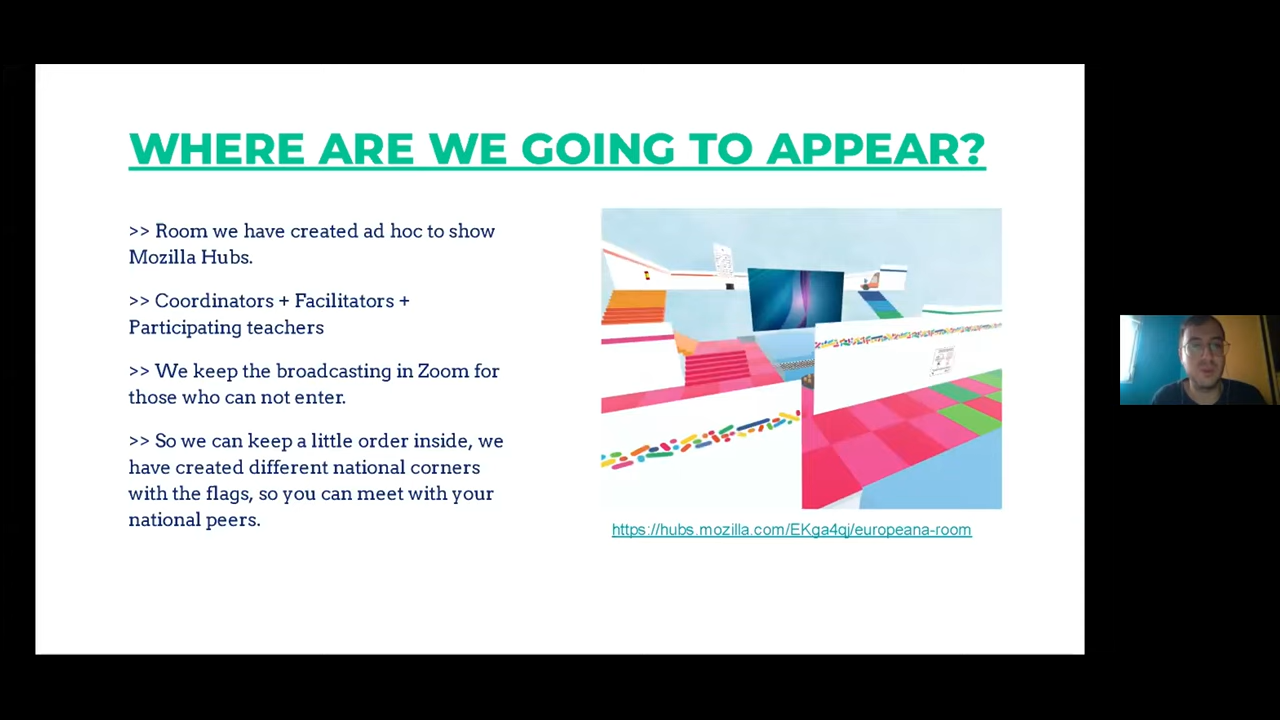 WHERE ARE WE GOING TO APPEAR?
>> Room we have created ad hoc to show
Mozilla Hubs.
>> Coordinators + Facilitators +
Participating teachers
>> We keep the broadcasting in Zoom for
those who can not enter.
>> So we can keep a little order inside, we
have created different national corners
with the flags, so you can meet with your
national peers.
https://hubs.mozilla.com/EKga4qj/europeana-room